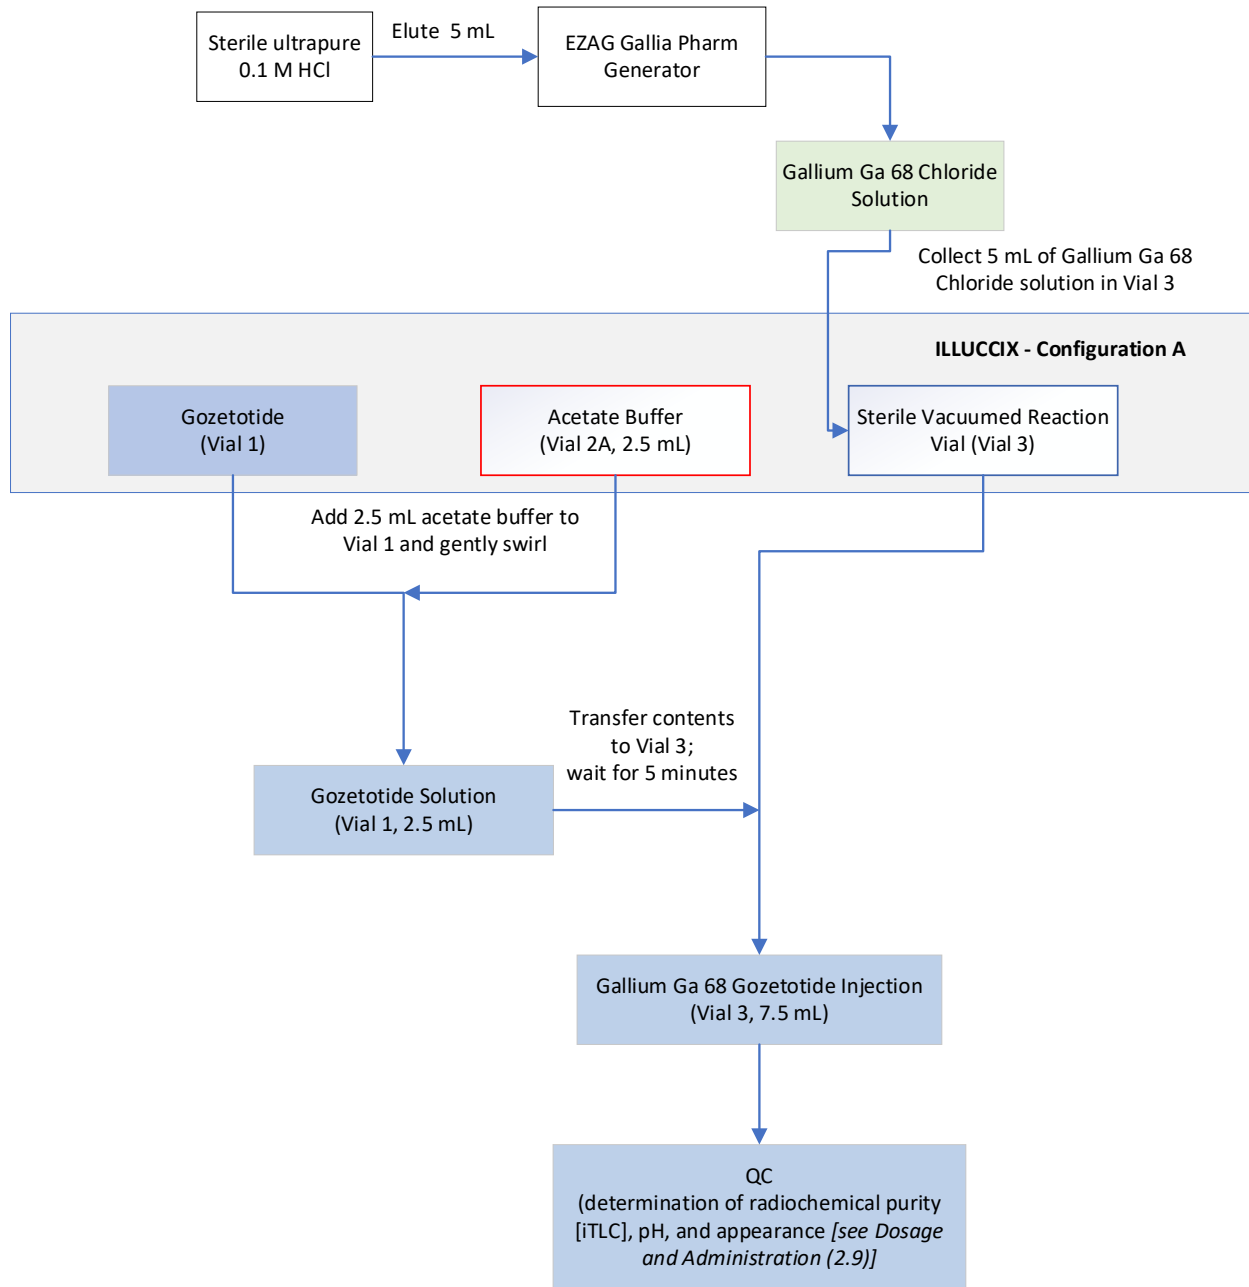 Sterile ultrapure
0.1 M HCl
Elute 5 mL
EZAG Gallia Pharm
Generator
Gallium Ga 68 Chloride
Solution
Collect 5 mL of Gallium Ga 68
Chloride solution in Vial 3
ILLUCCIX - Configuration A
Gozetotide
(Vial 1)
Acetate Buffer
(Vial 2A, 2.5 mL)
Sterile Vacuumed Reaction
Vial (Vial 3)
Add 2.5 mL acetate buffer to
Vial 1 and gently swirl
Transfer contents
to Vial 3;
wait for 5 minutes
Gozetotide Solution
(Vial 1, 2.5 mL)
Gallium Ga 68 Gozetotide Injection
(Vial 3, 7.5 mL)
QC
(determination of radiochemical purity
[iTLC], pH, and appearance [see Dosage
and Administration (2.9)]